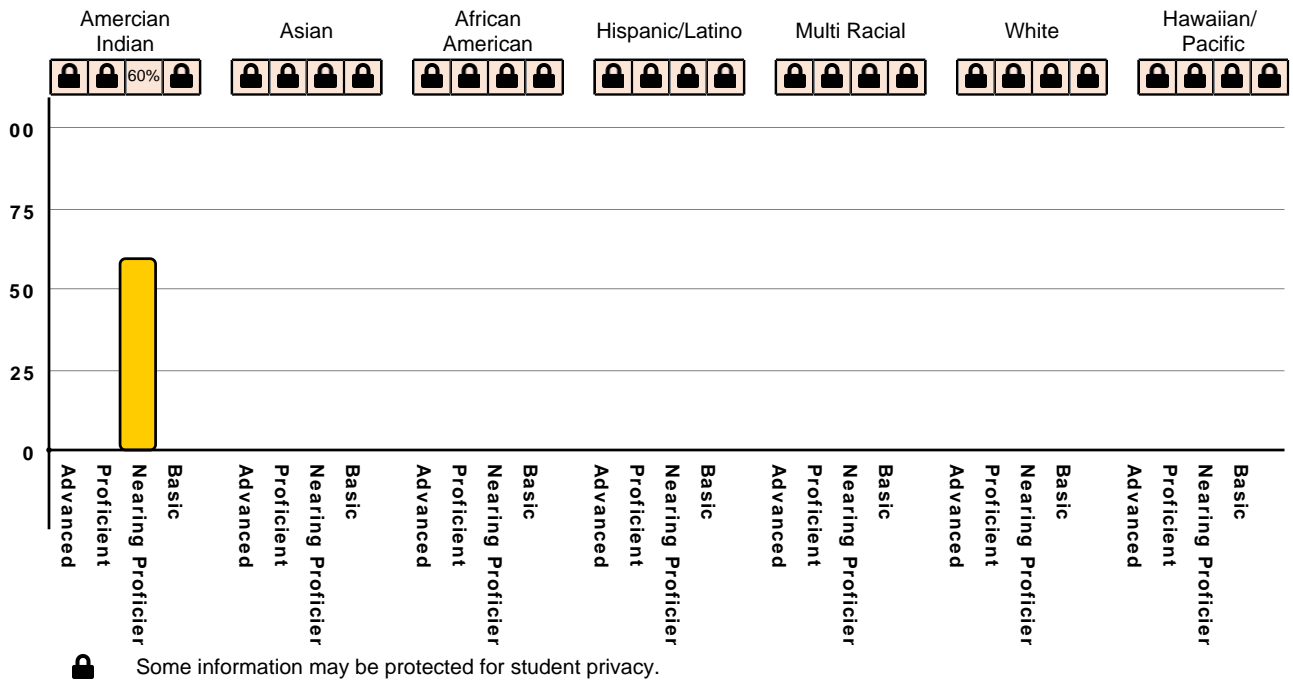 Amercian
Indian
Asian
African
American
Hispanic/Latino
Multi Racial
White
Hawaiian/
Pacific
60%
00
75
50
25
0
Advanced
Proficient
Nearing Proficier
Basic
Advanced
Proficient
Nearing Proficier
Basic
Advanced
Proficient
Nearing Proficier
Basic
Advanced
Proficient
Nearing Proficier
Basic
Advanced
Proficient
Nearing Proficier
Basic
Advanced
Proficient
Nearing Proficier
Basic
Advanced
Proficient
Nearing Proficier
Basic
Some information may be protected for student privacy.